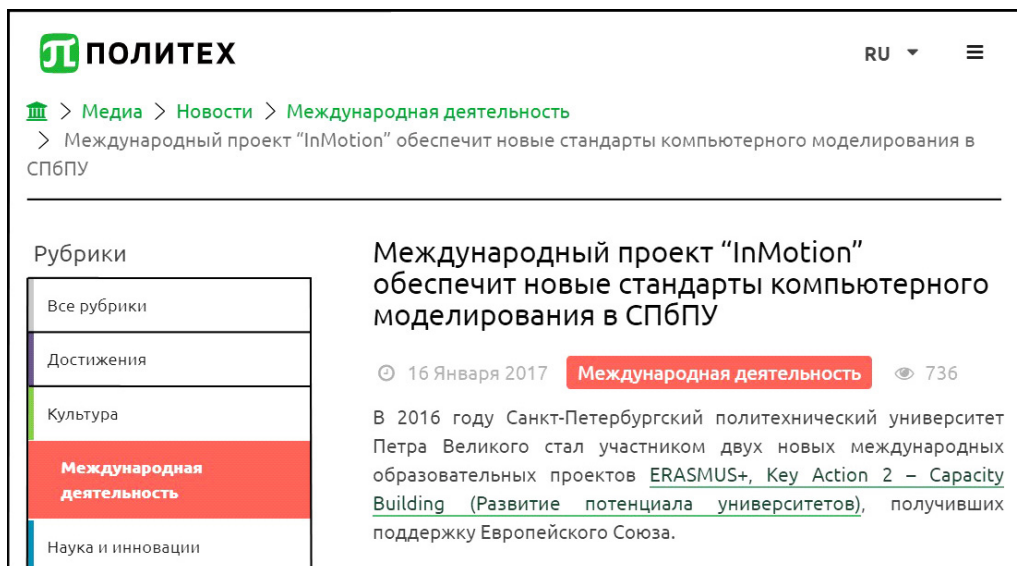 ПОЛИТЕХ
RU
> Медиа > Новости > Международная деятельность
> Международный проект “InMotion” обеспечит новые стандарты компьютерного моделирования в
СПбПУ
Рубрики
Все рубрики
Достижения
Культура
Международная
деятельность
Наука и инновации
Международный проект “InMotion”
обеспечит новые стандарты компьютерного
моделирования в СПбПУ
16 Января 2017 Международная деятельность 736
В 2016 году Санкт-Петербургский политехнический университет
Петра Великого стал участником двух новых международных
образовательных проектов ERASMUS+, Key Action 2 – Capacity
Building (Развитие потенциала университетов), получивших
поддержку Европейского Союза.